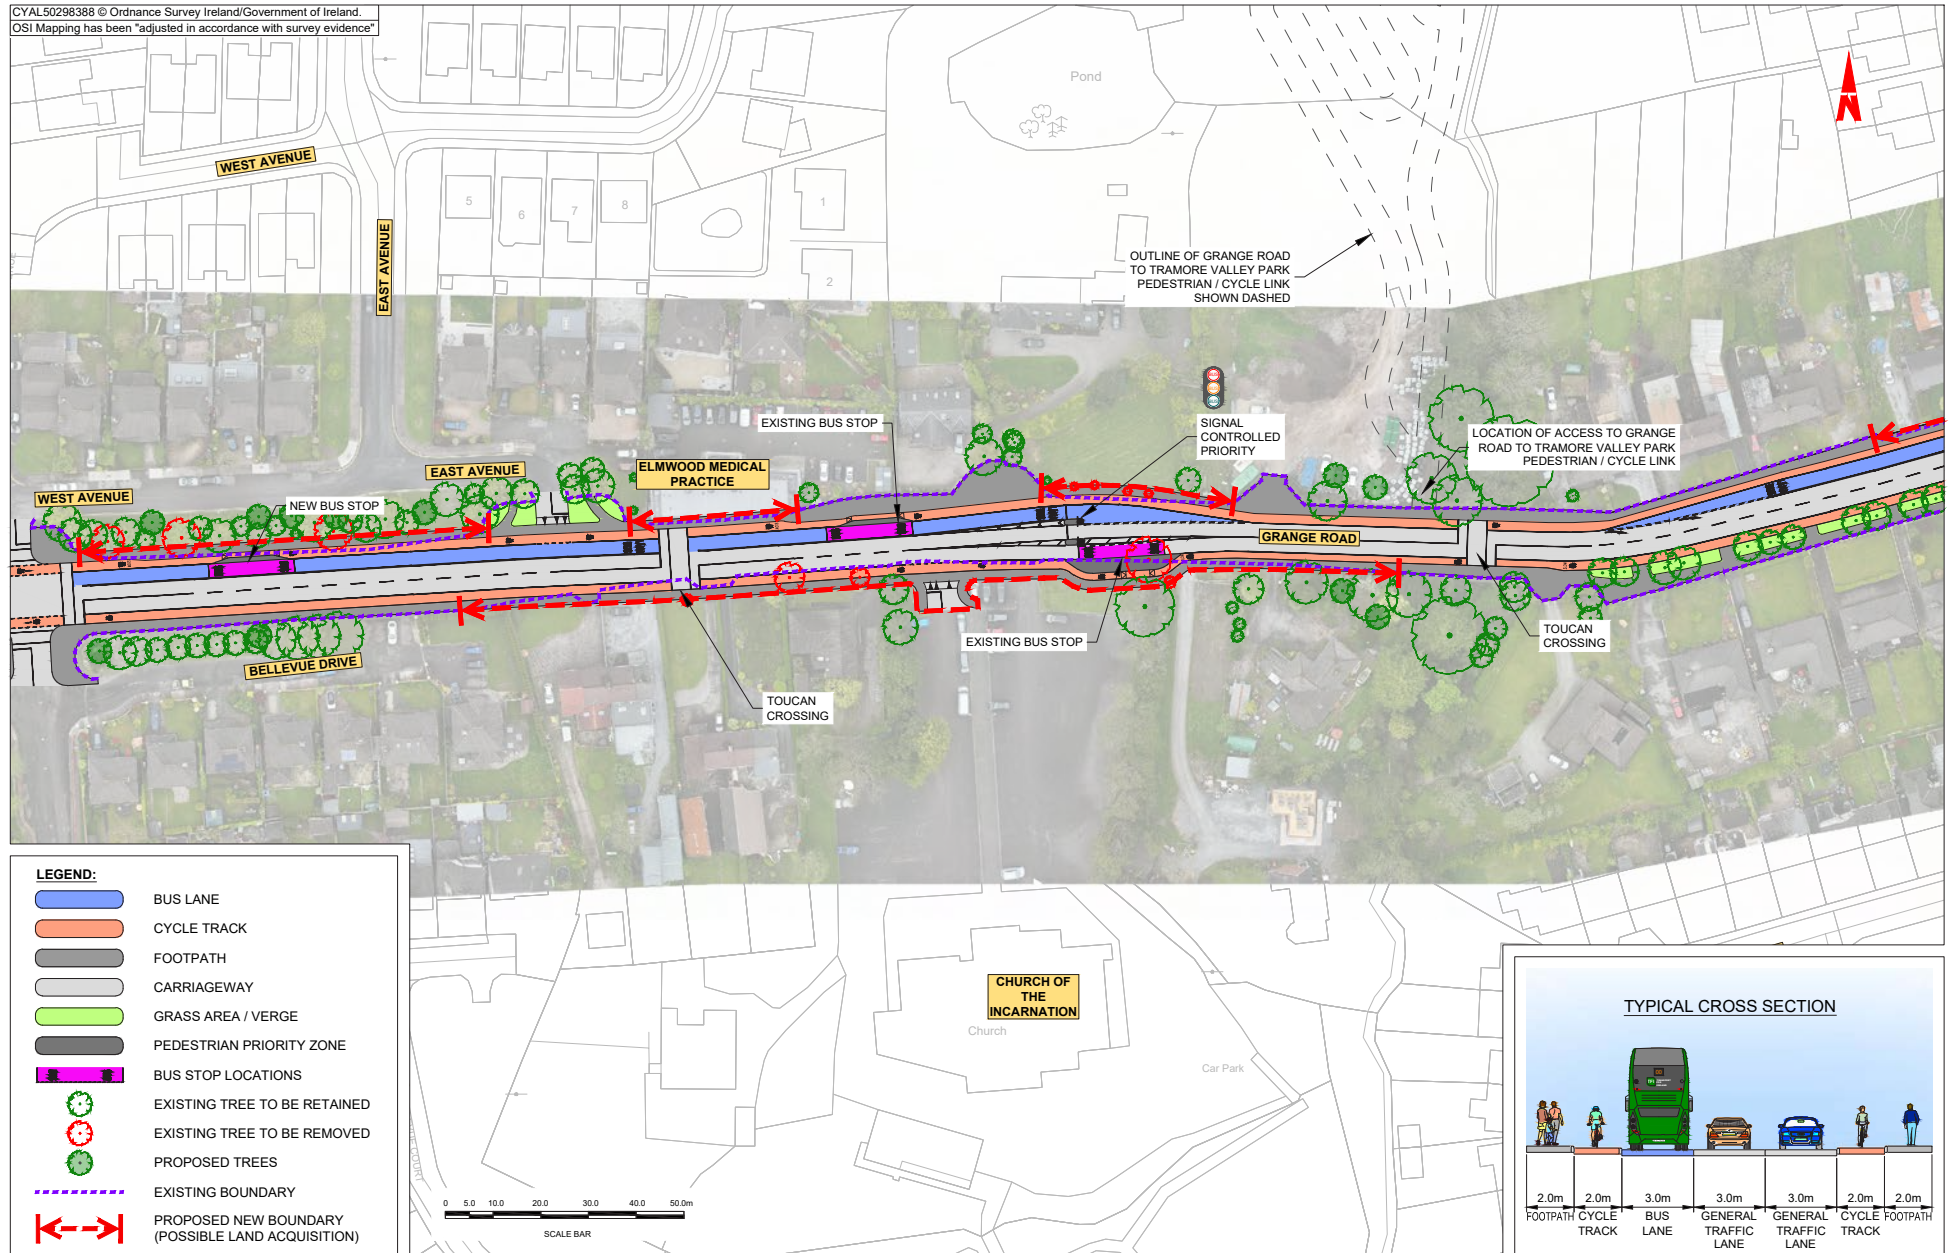 CYAL50298388 © Ordnance Survey Ireland/Government of Ireland.
OSI Mapping has been "adjusted in accordance with survey evidence"
Pond
WEST AVENUE
EAST AVENUE
5
6
7
8
1
2
OUTLINE OF GRANGE ROAD
TO TRAMORE VALLEY PARK
PEDESTRIAN / CYCLE LINK
SHOWN DASHED
EXISTING BUS STOP
SIGNAL
CONTROLLED
PRIORITY
LOCATION OF ACCESS TO GRANGE
ROAD TO TRAMORE VALLEY PARK
PEDESTRIAN / CYCLE LINK
WEST AVENUE
EAST AVENUE
ELMWOOD MEDICAL
PRACTICE
NEW BUS STOP
GRANGE ROAD
EXISTING BUS STOP
TOUCAN
CROSSING
BELLEVUE DRIVE
TOUCAN
CROSSING
LEGEND:
BUS LANE
CYCLE TRACK
FOOTPATH
CARRIAGEWAY
GRASS AREA / VERGE
PEDESTRIAN PRIORITY ZONE
BUS STOP LOCATIONS
EXISTING TREE TO BE RETAINED
EXISTING TREE TO BE REMOVED
PROPOSED TREES
EXISTING BOUNDARY
PROPOSED NEW BOUNDARY
(POSSIBLE LAND ACQUISITION)
CHURCH OF
THE
INCARNATION
Church
Car Park
0 5.0 10.0 20.0 30.0 40.0 50.0m
SCALE BAR
TYPICAL CROSS SECTION
2.0m 2.0m 3.0m 3.0m 3.0m 2.0m 2.0m
FOOTPATH CYCLE TRACK BUS LANE GENERAL TRAFFIC LANE GENERAL TRAFFIC LANE CYCLE TRACK FOOTPATH